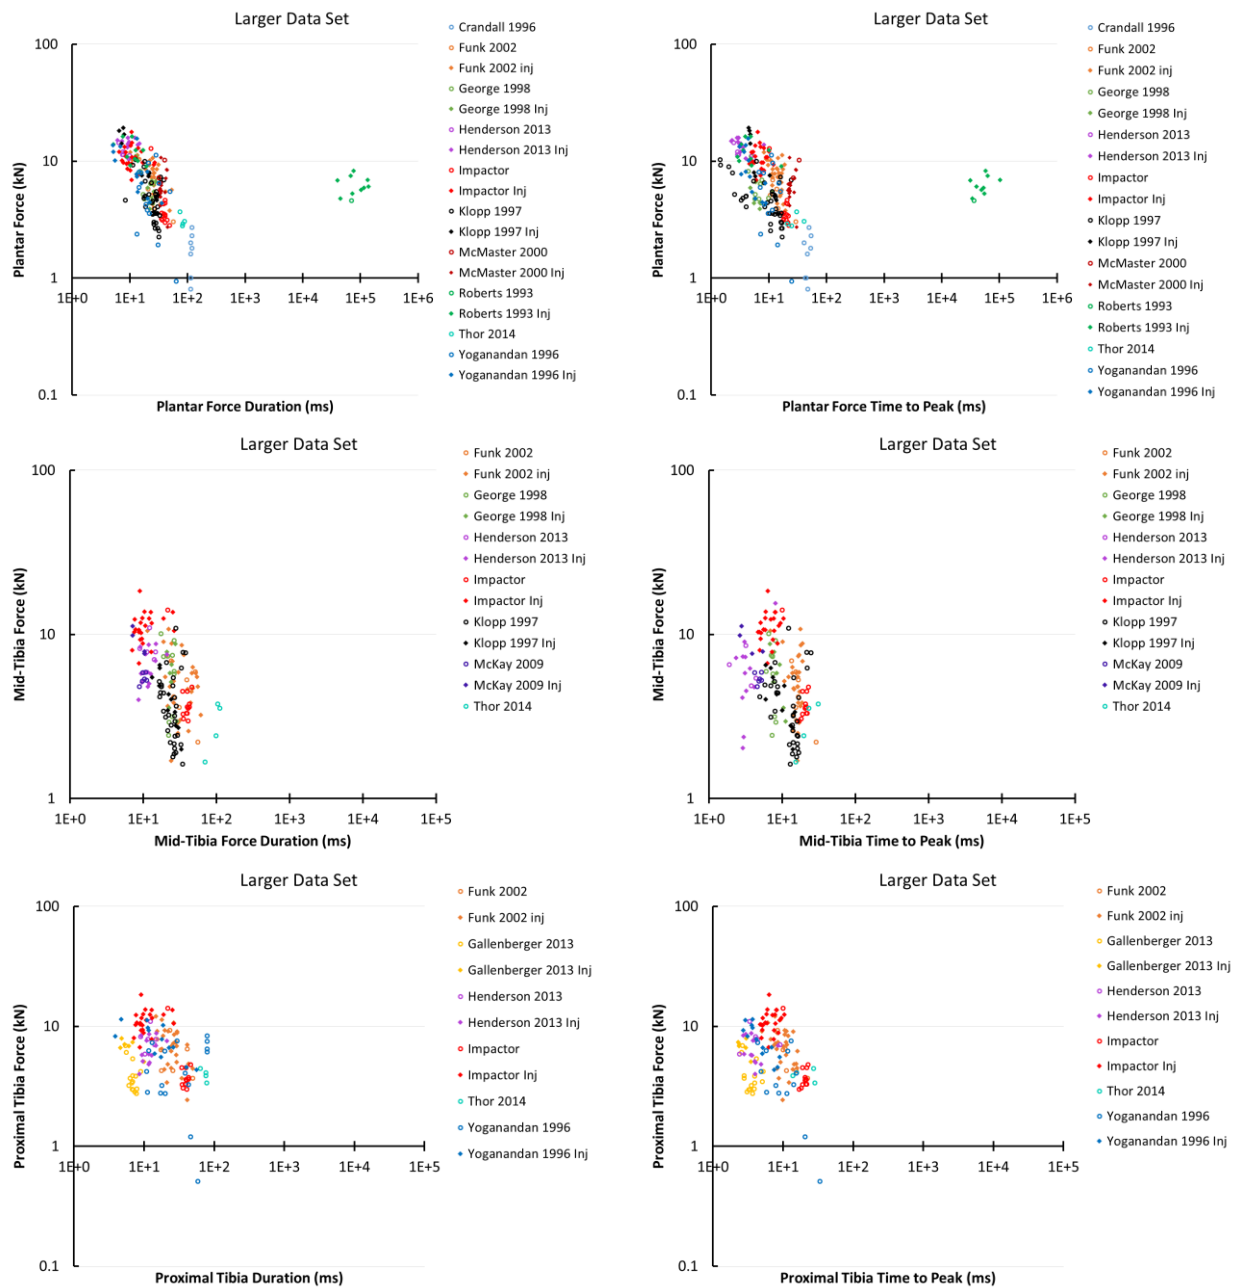 Larger Data Set
100
10
1
0.1
Plantar Force (kN)
1E+0 1E+1 1E+2 1E+3 1E+4 1E+5 1E+6
Plantar Force Duration (ms)
Crandall 1996
Funk 2002
Funk 2002 inj
George 1998
George 1998 Inj
Henderson 2013
Henderson 2013 Inj
Impactor
Impactor Inj
Klopp 1997
Klopp 1997 Inj
McMaster 2000
McMaster 2000 Inj
Roberts 1993
Roberts 1993 Inj
Thor 2014
Yoganandan 1996
Yoganandan 1996 Inj
Larger Data Set
100
10
1
0.1
Plantar Force (kN)
1E+0 1E+1 1E+2 1E+3 1E+4 1E+5 1E+6
Plantar Force Time to Peak (ms)
Crandall 1996
Funk 2002
Funk 2002 inj
George 1998
George 1998 Inj
Henderson 2013
Henderson 2013 Inj
Impactor
Impactor Inj
Klopp 1997
Klopp 1997 Inj
McMaster 2000
McMaster 2000 Inj
Roberts 1993
Roberts 1993 Inj
Thor 2014
Yoganandan 1996
Yoganandan 1996 Inj
Larger Data Set
100
10
1
Mid-Tibia Force (kN)
1E+0 1E+1 1E+2 1E+3 1E+4 1E+5
Mid-Tibia Force Duration (ms)
Funk 2002
Funk 2002 inj
George 1998
George 1998 Inj
Henderson 2013
Henderson 2013 Inj
Impactor
Impactor Inj
Klopp 1997
Klopp 1997 Inj
McKay 2009
McKay 2009 Inj
Thor 2014
Larger Data Set
100
10
1
Mid-Tibia Force (kN)
1E+0 1E+1 1E+2 1E+3 1E+4 1E+5
Mid-Tibia Time to Peak (ms)
Funk 2002
Funk 2002 inj
George 1998
George 1998 Inj
Henderson 2013
Henderson 2013 Inj
Impactor
Impactor Inj
Klopp 1997
Klopp 1997 Inj
McKay 2009
McKay 2009 Inj
Thor 2014
Larger Data Set
100
10
1
0.1
Proximal Tibia Force (kN)
1E+0 1E+1 1E+2 1E+3 1E+4 1E+5
Proximal Tibia Duration (ms)
Funk 2002
Funk 2002 inj
Gallenberger 2013
Gallenberger 2013 Inj
Henderson 2013
Henderson 2013 Inj
Impactor
Impactor Inj
Thor 2014
Yoganandan 1996
Yoganandan 1996 Inj
Larger Data Set
100
10
1
0.1
Proximal Tibia Force (kN)
1E+0 1E+1 1E+2 1E+3 1E+4 1E+5
Proximal Tibia Time to Peak (ms)
Funk 2002
Funk 2002 inj
Gallenberger 2013
Gallenberger 2013 Inj
Henderson 2013
Henderson 2013 Inj
Impactor
Impactor Inj
Thor 2014
Yoganandan 1996
Yoganandan 1996 Inj